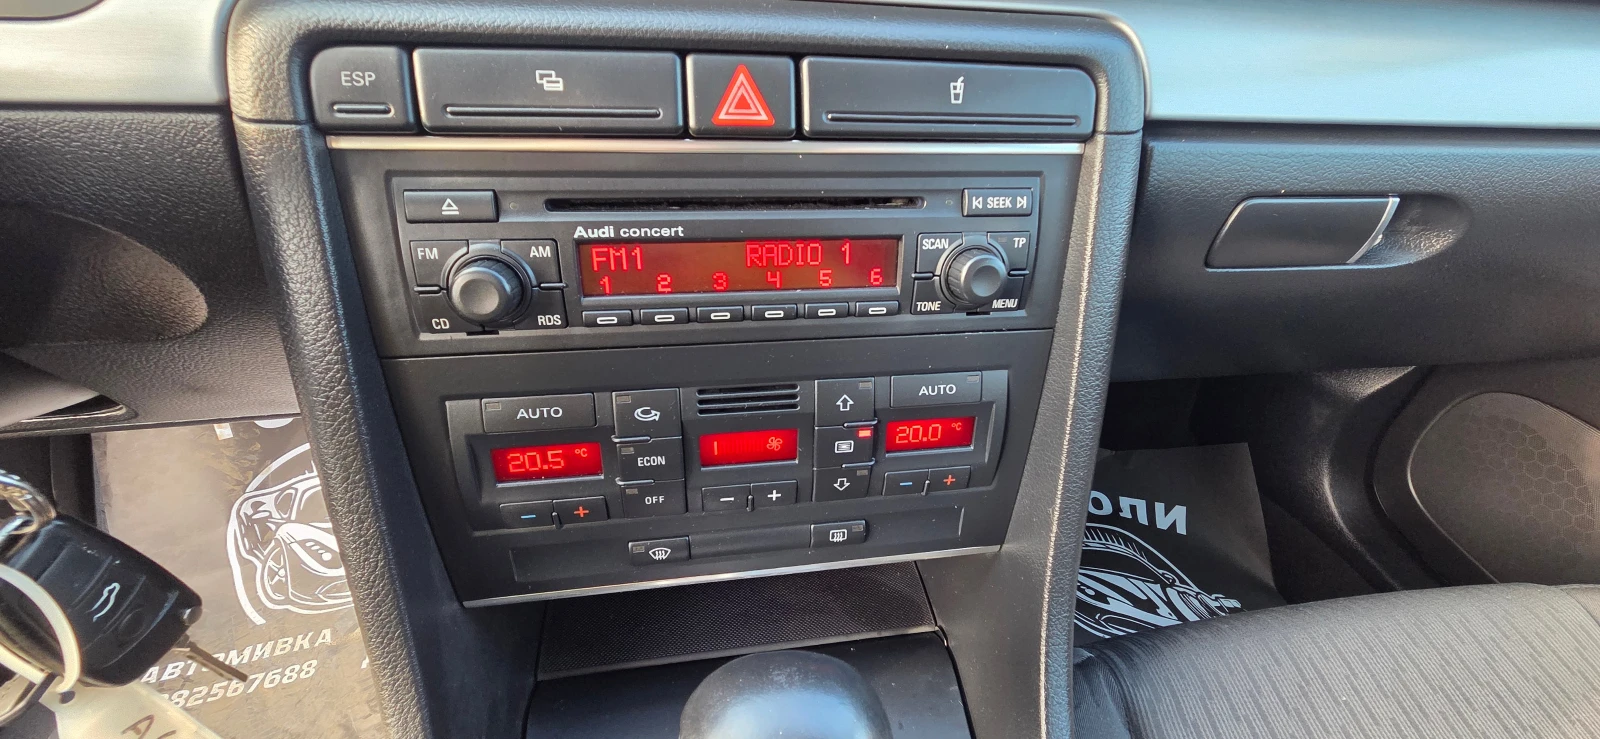 ESP
SEEK
Audi concert
FM AM
FM1 RADIO 1
1 2 3 4 5 6
CD RDS
SCAN TP
TONE MENU
AUTO
AUTO
20.5 °C
1
20.0 °C
ECON
OFF
− +
− +
− +
АВТОМИВКА
82567688